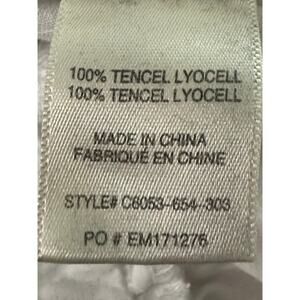 100% TENCEL LYOCELL
100% TENCEL LYOCELL
MADE IN CHINA
FABRIQUÉ EN CHINE
STYLE# C6053-654-303
PO # EM171276